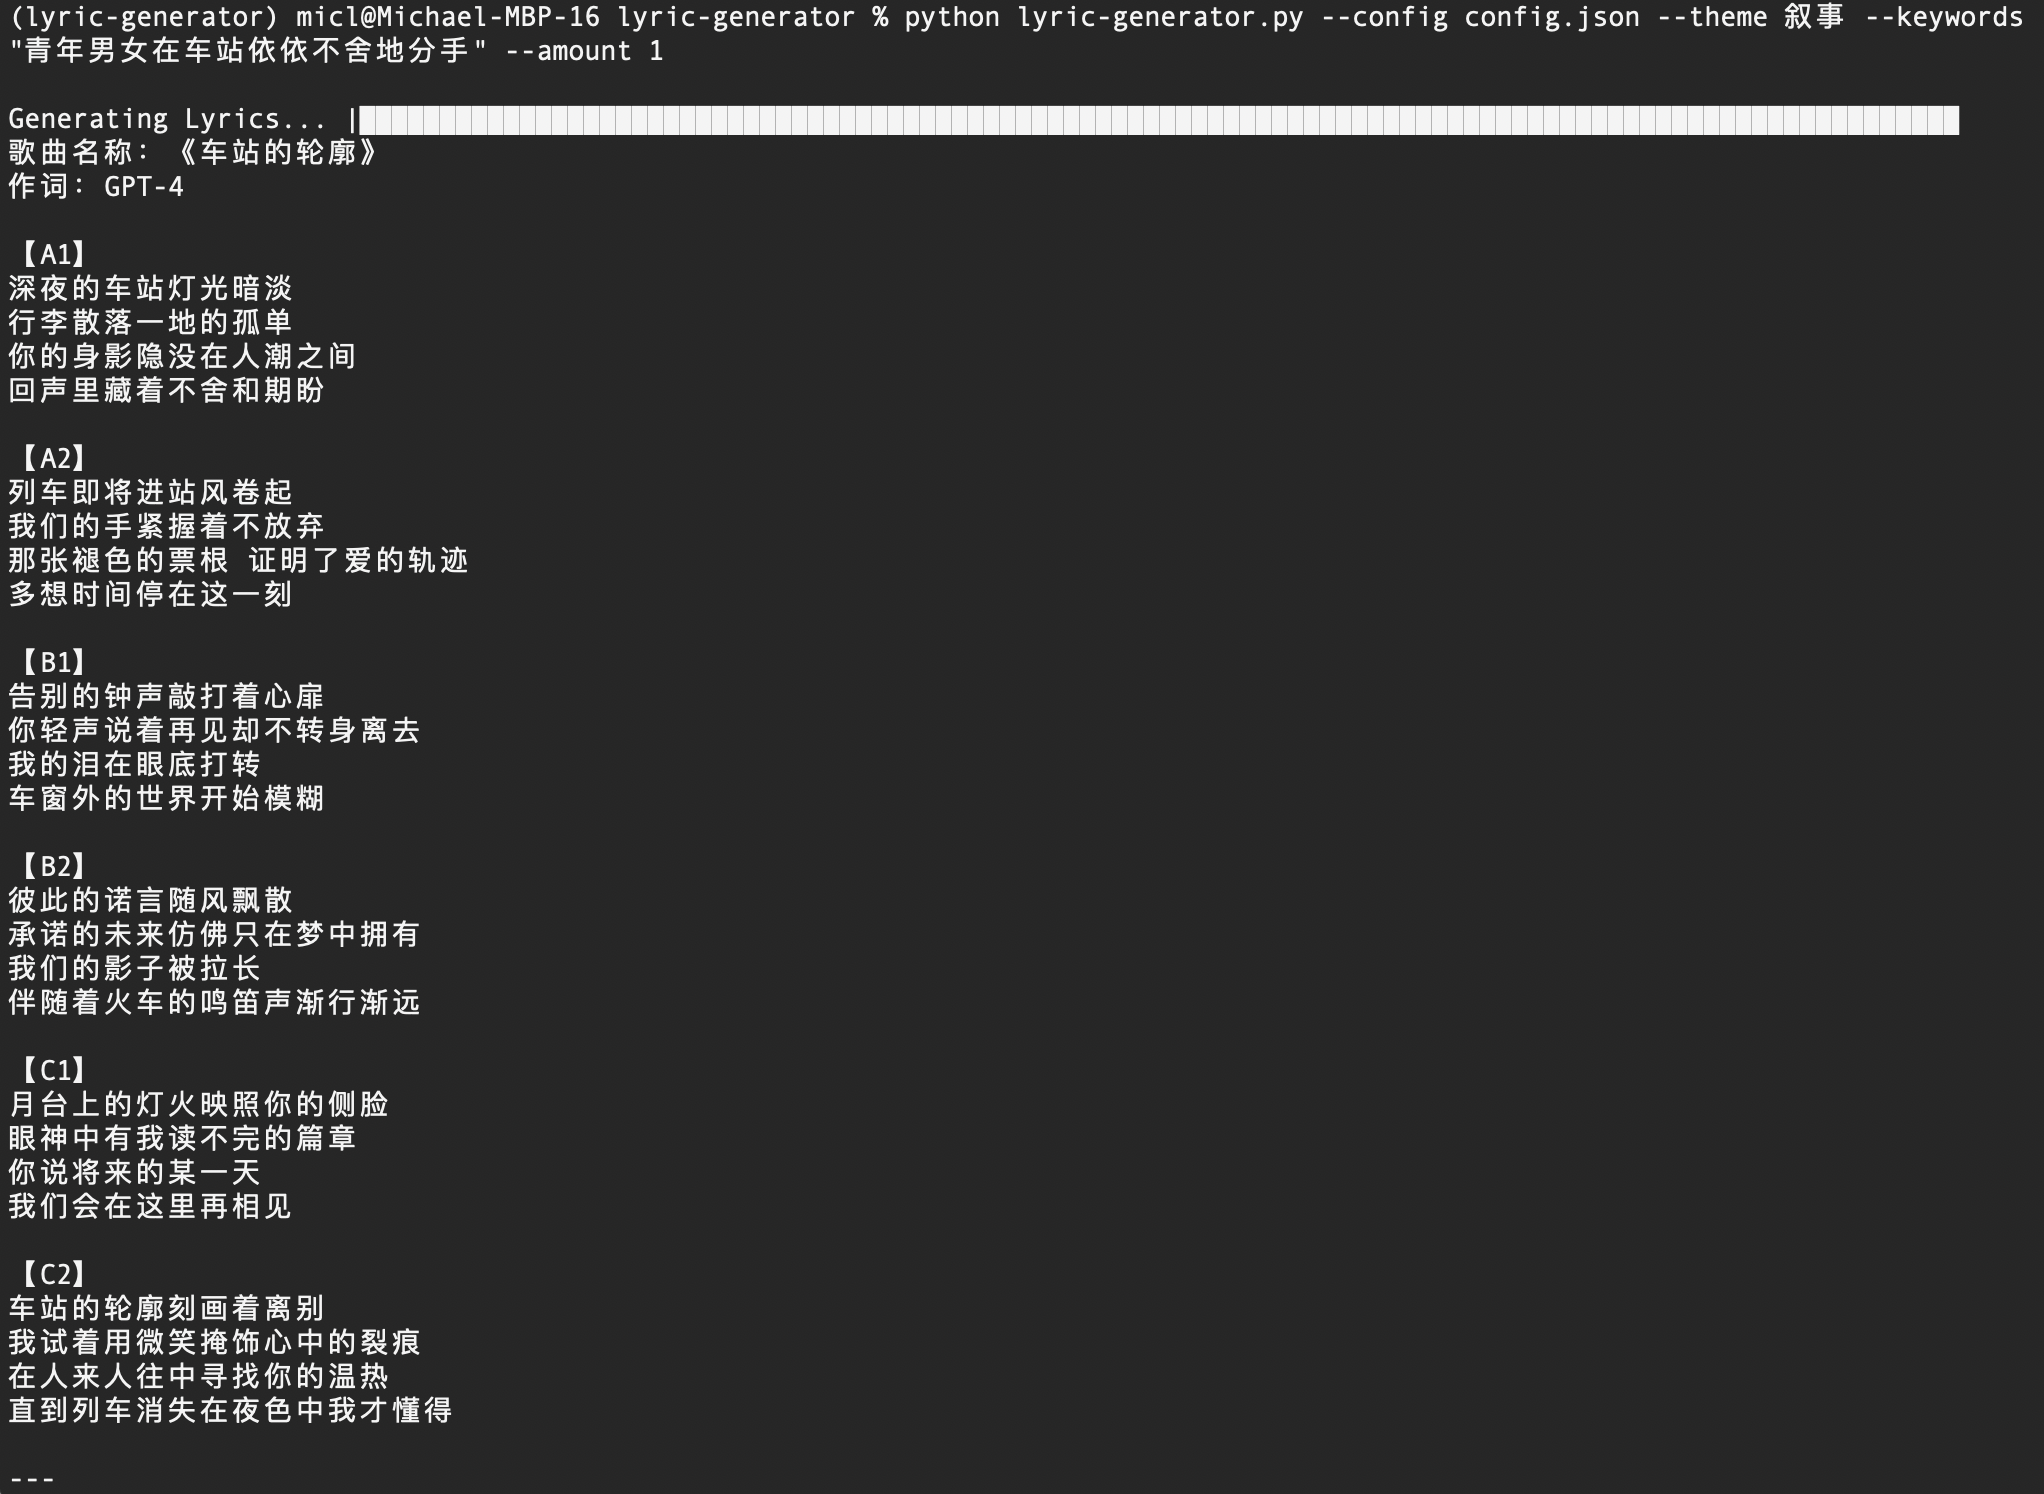 (lyric-generator) micl@Michael-MBP-16 lyric-generator % python lyric-generator.py --config config.json --theme 叙事 --keywords
"青年男女在车站依依不舍地分手" --amount 1
Generating Lyrics... |████████████████████████████████████████████████████████████████████████████████████████████████████
歌曲名称：《车站的轮廓》
作词：GPT-4
【A1】
深夜的车站灯光暗淡
行李散落一地的孤单
你的身影隐没在人潮之间
回声里藏着不舍和期盼
【A2】
列车即将进站风卷起
我们的手紧握着不放弃
那张褪色的票根 证明了爱的轨迹
多想时间停在这一刻
【B1】
告别的钟声敲打着心扉
你轻声说着再见却不转身离去
我的泪在眼底打转
车窗外的世界开始模糊
【B2】
彼此的诺言随风飘散
承诺的未来仿佛只在梦中拥有
我们的影子被拉长
伴随着火车的鸣笛声渐行渐远
【C1】
月台上的灯火映照你的侧脸
眼神中有我读不完的篇章
你说将来的某一天
我们会在这里再相见
【C2】
车站的轮廓刻画着离别
我试着用微笑掩饰心中的裂痕
在人来人往中寻找你的温热
直到列车消失在夜色中我才懂得
---